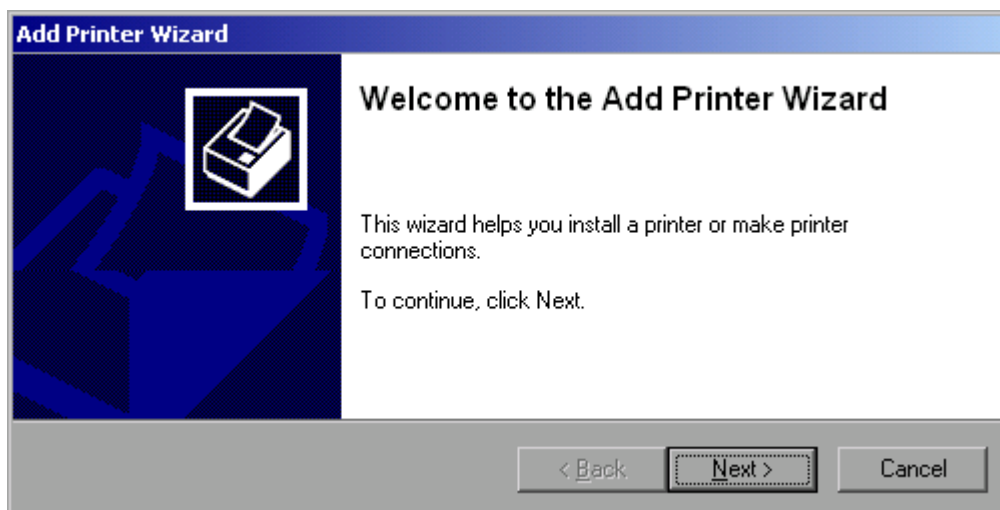 Add Printer Wizard
Welcome to the Add Printer Wizard
This wizard helps you install a printer or make printer
connections.
To continue, click Next.
< Back Next > Cancel